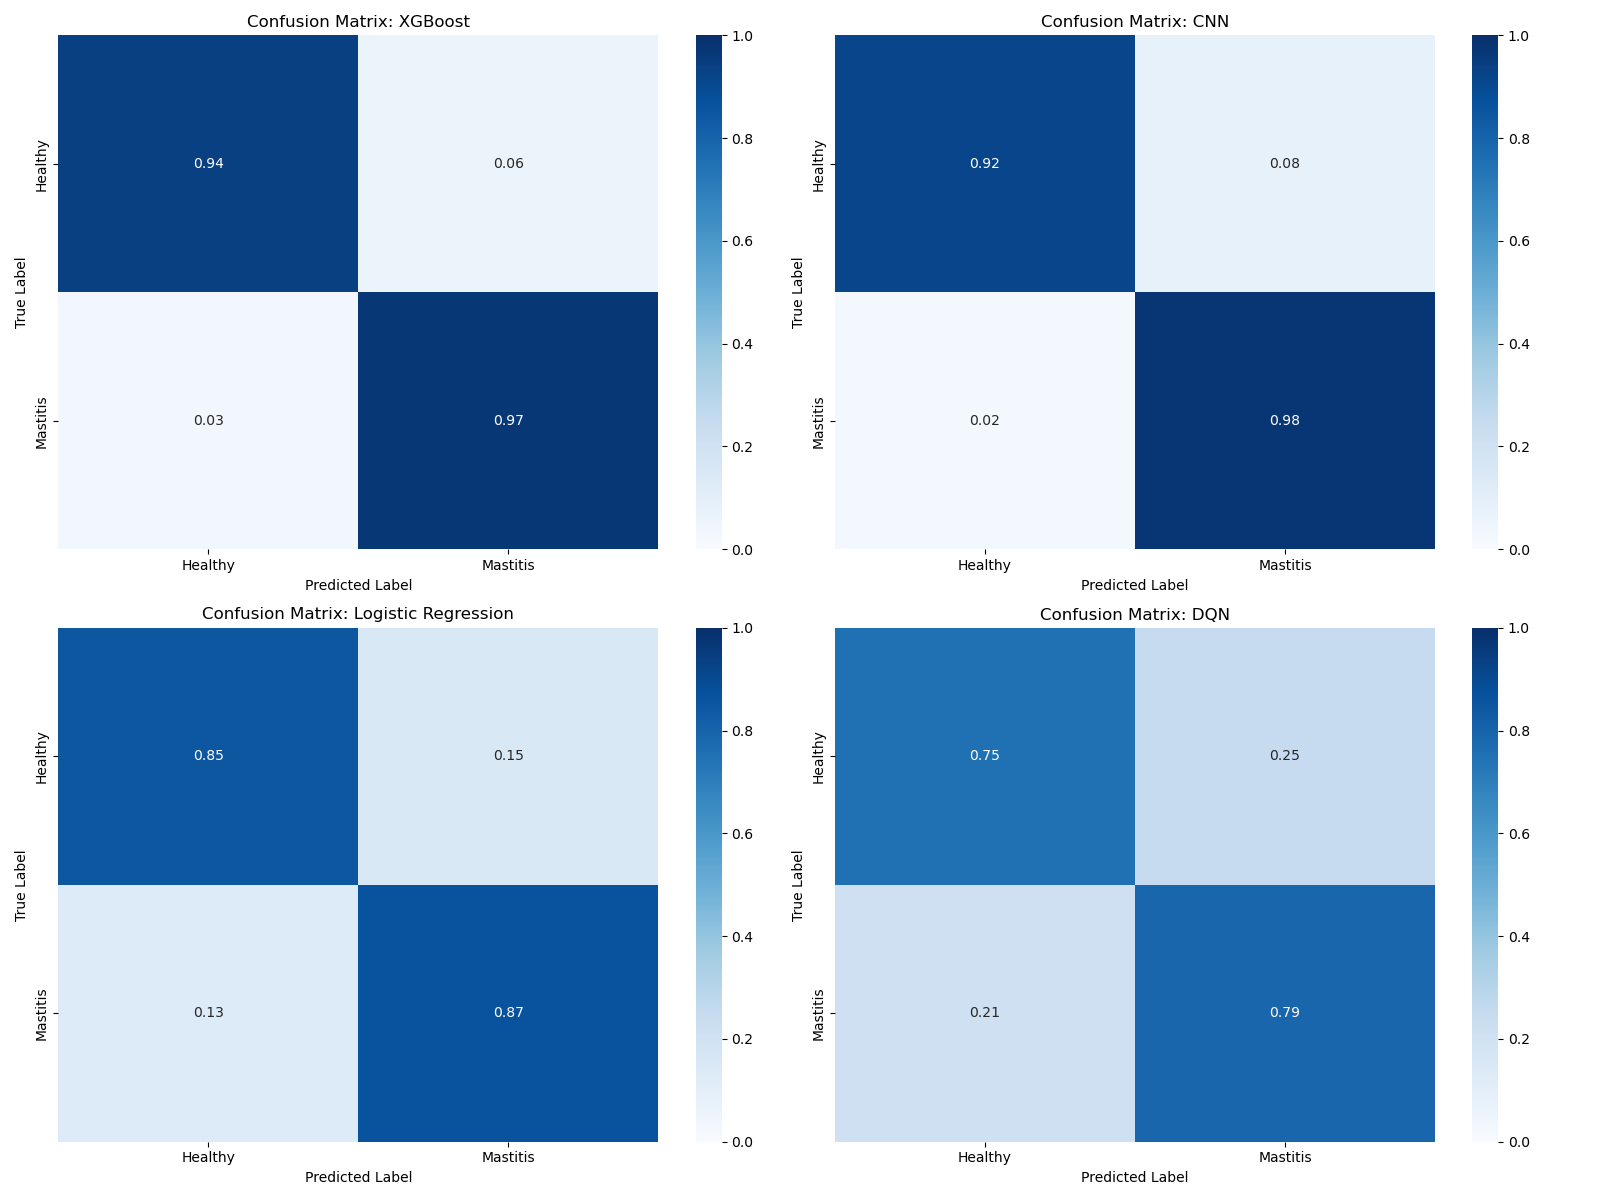 Confusion Matrix: XGBoost
True Label
Healthy
Mastitis
0.94
0.06
0.03
0.97
Healthy
Mastitis
Predicted Label
1.0
0.8
0.6
0.4
0.2
0.0
Confusion Matrix: CNN
True Label
Healthy
Mastitis
0.92
0.08
0.02
0.98
Healthy
Mastitis
Predicted Label
1.0
0.8
0.6
0.4
0.2
0.0
Confusion Matrix: Logistic Regression
True Label
Healthy
Mastitis
0.85
0.15
0.13
0.87
Healthy
Mastitis
Predicted Label
1.0
0.8
0.6
0.4
0.2
0.0
Confusion Matrix: DQN
True Label
Healthy
Mastitis
0.75
0.25
0.21
0.79
Healthy
Mastitis
Predicted Label
1.0
0.8
0.6
0.4
0.2
0.0